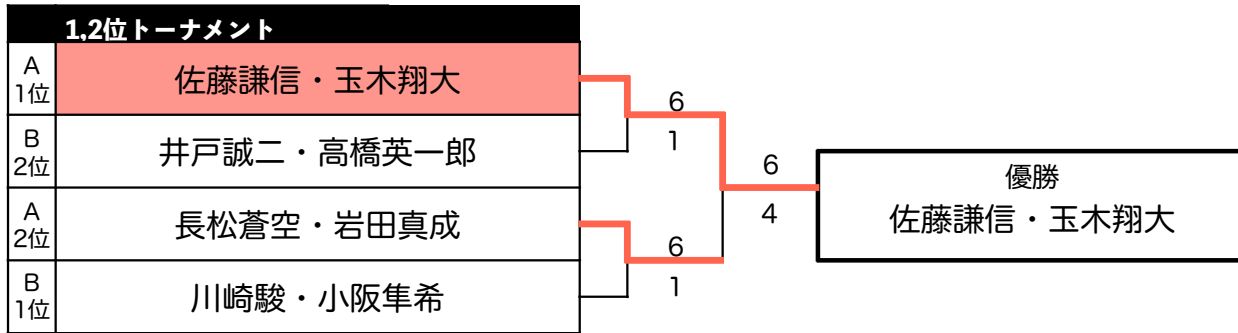 1,2位トーナメント
A
1位
佐藤謙信・玉木翔大
B
2位
井戸誠二・高橋英一郎
A
2位
長松蒼空・岩田真成
B
1位
川崎駿・小阪隼希
6
1
6
1
6
4
優勝
佐藤謙信・玉木翔大